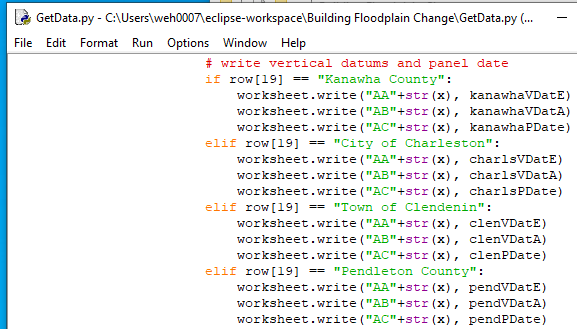 GetData.py - C:\Users\weh0007\eclipse-workspace\Building Floodplain Change\GetData.py (...
File Edit Format Run Options Window Help
# write vertical datums and panel date
if row[19] == "Kanawha County":
worksheet.write("AA"+str(x), kanawhaVDatE)
worksheet.write("AB"+str(x), kanawhaVDatA)
worksheet.write("AC"+str(x), kanawhaPDate)
elif row[19] == "City of Charleston":
worksheet.write("AA"+str(x), charlsVDatE)
worksheet.write("AB"+str(x), charlsVDatA)
worksheet.write("AC"+str(x), charlsPDate)
elif row[19] == "Town of Clendenin":
worksheet.write("AA"+str(x), clenVDatE)
worksheet.write("AB"+str(x), clenVDatA)
worksheet.write("AC"+str(x), clenPDate)
elif row[19] == "Pendleton County":
worksheet.write("AA"+str(x), pendVDatE)
worksheet.write("AB"+str(x), pendVDatA)
worksheet.write("AC"+str(x), pendPDate)